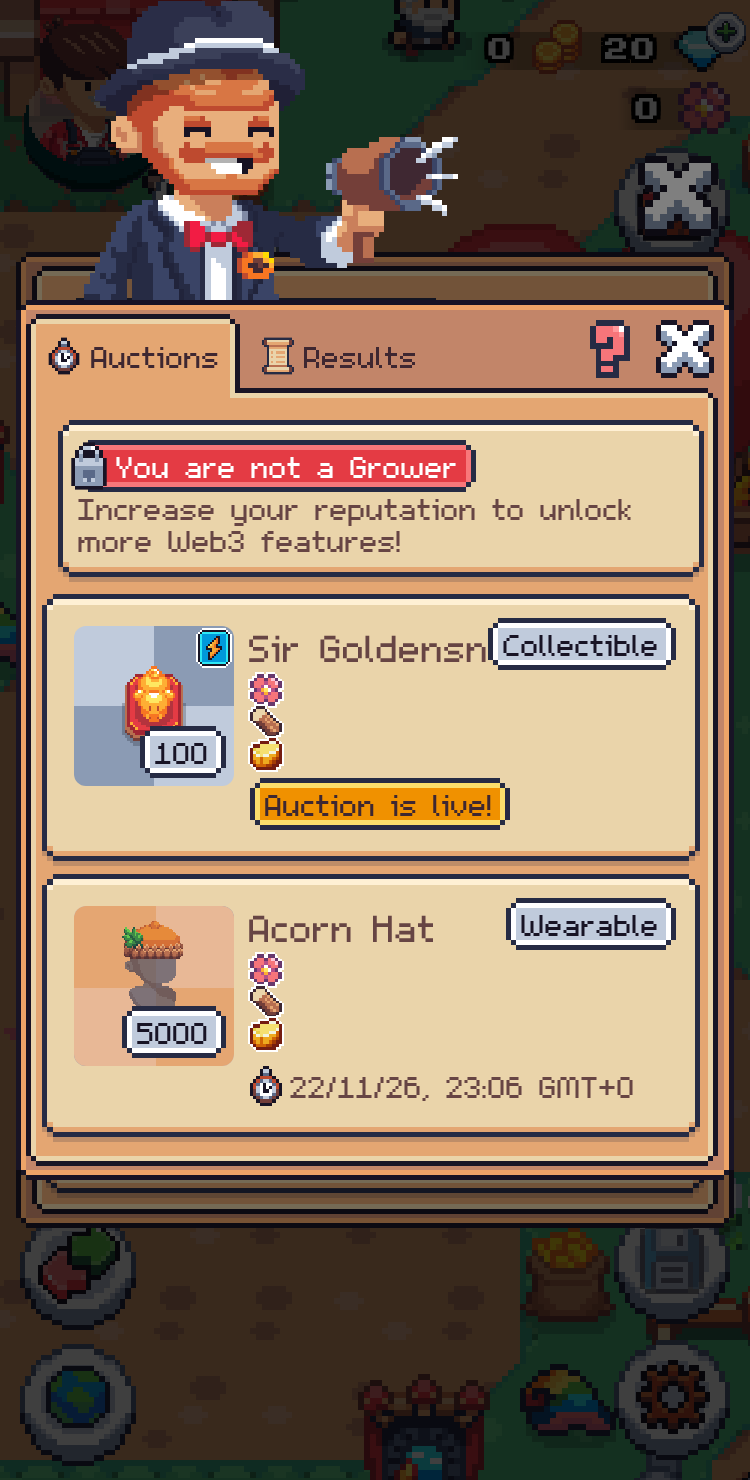 0
20
0
Auctions
Results
You are not a Grower
Increase your reputation to unlock
more Web3 features!
Sir Goldensn
Collectible
100
Auction is live!
Acorn Hat
Wearable
5000
22/11/26, 23:06 GMT+0